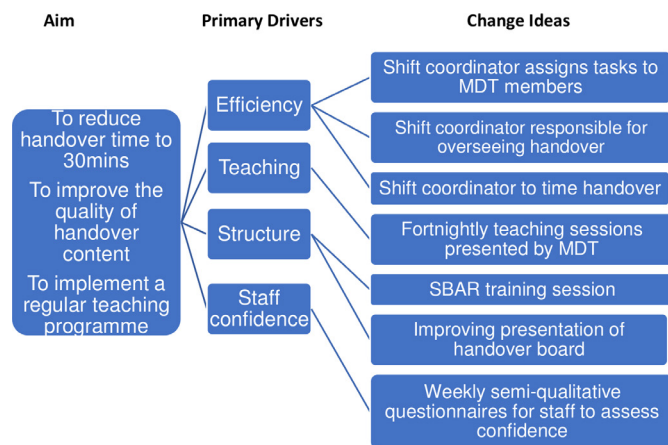 Aim
Primary Drivers
Change Ideas
To reduce
handover time to
30mins
To improve the
quality of
handover
content
To implement a
regular teaching
programme
Efficiency
Teaching
Structure
Staff
confidence
Shift coordinator assigns tasks to
MDT members
Shift coordinator responsible for
overseeing handover
Shift coordinator to time handover
Fortnightly teaching sessions
presented by MDT
SBAR training session
Improving presentation of
handover board
Weekly semi-qualitative
questionnaires for staff to assess
confidence